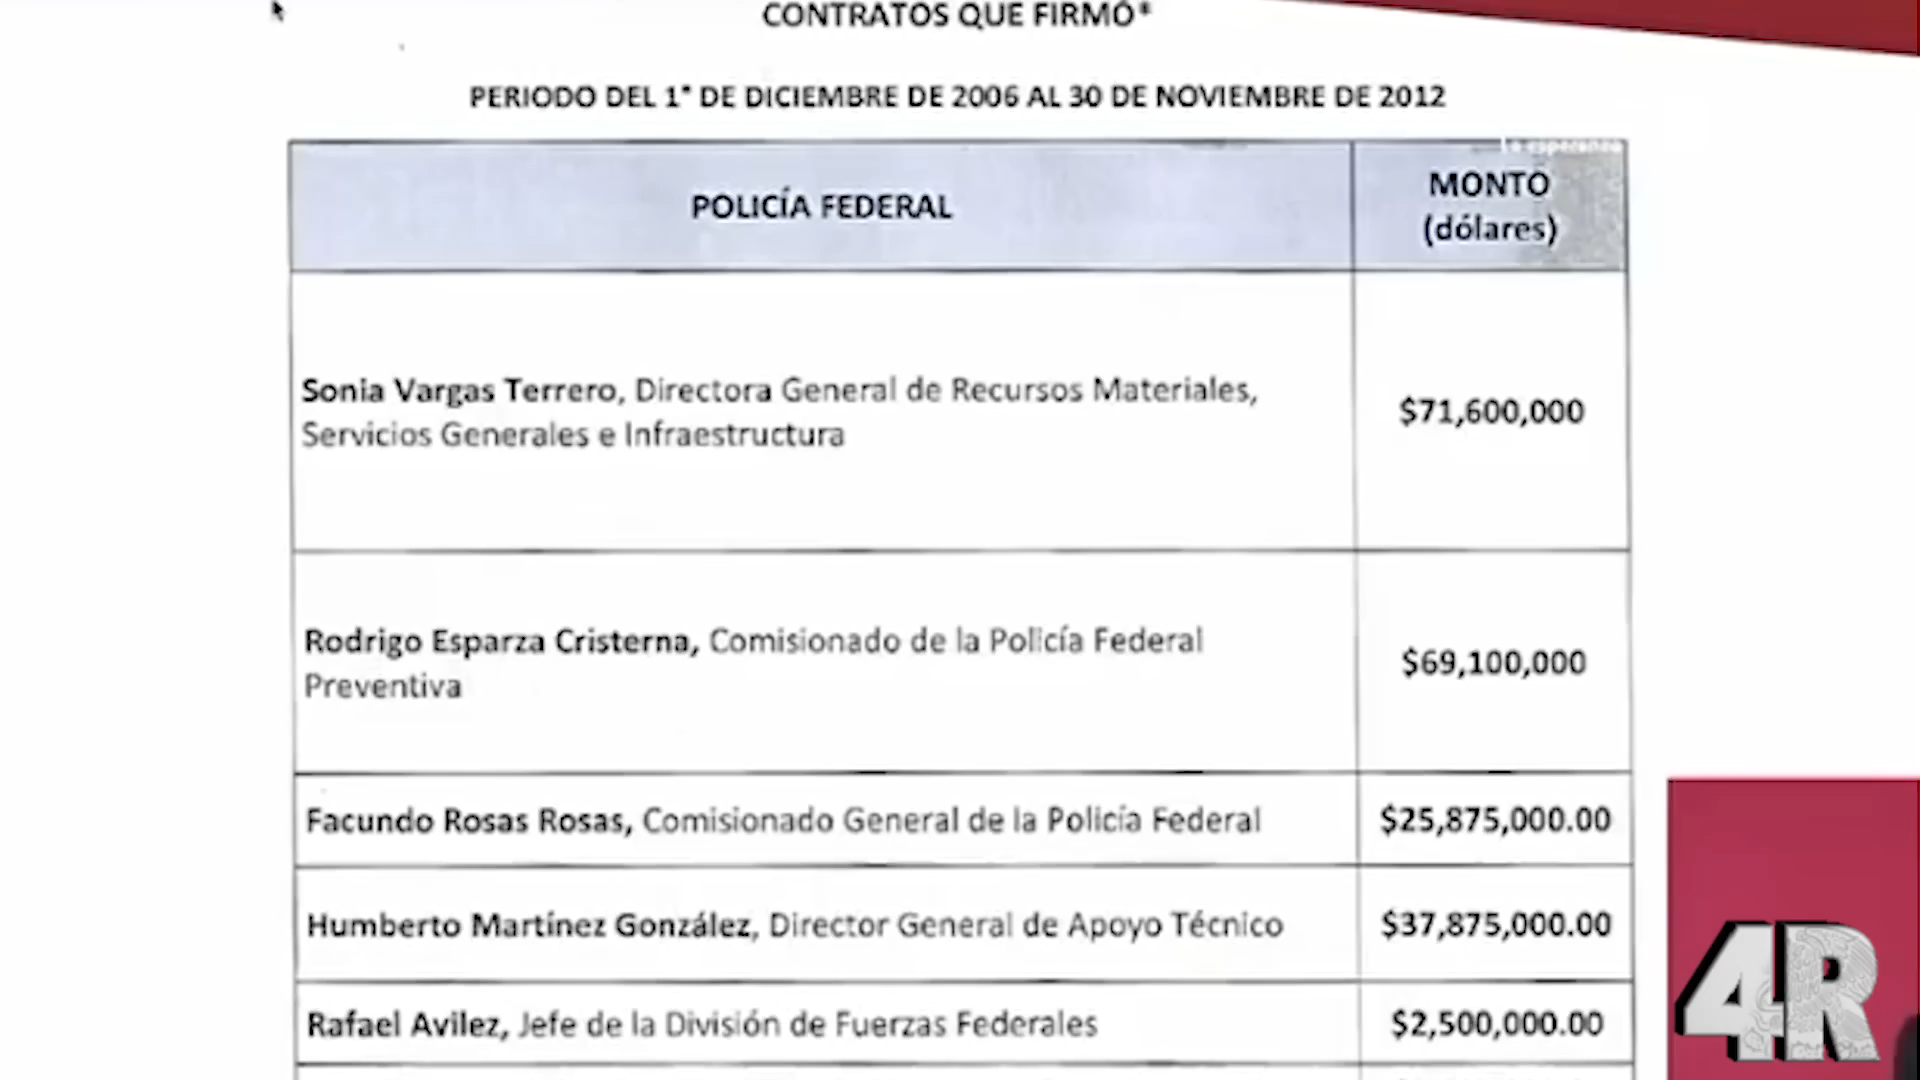 CONTRATOS QUE FIRMÓ*
PERIODO DEL 1° DE DICIEMBRE DE 2006 AL 30 DE NOVIEMBRE DE 2012
La esperanza
POLICÍA FEDERAL
MONTO
(dólares)
Sonia Vargas Terrero, Directora General de Recursos Materiales,
Servicios Generales e Infraestructura
$71,600,000
Rodrigo Esparza Cristerna, Comisionado de la Policía Federal
Preventiva
$69,100,000
Facundo Rosas Rosas, Comisionado General de la Policía Federal
$25,875,000.00
Humberto Martínez González, Director General de Apoyo Técnico
$37,875,000.00
Rafael Avilez, Jefe de la División de Fuerzas Federales
$2,500,000.00
4R